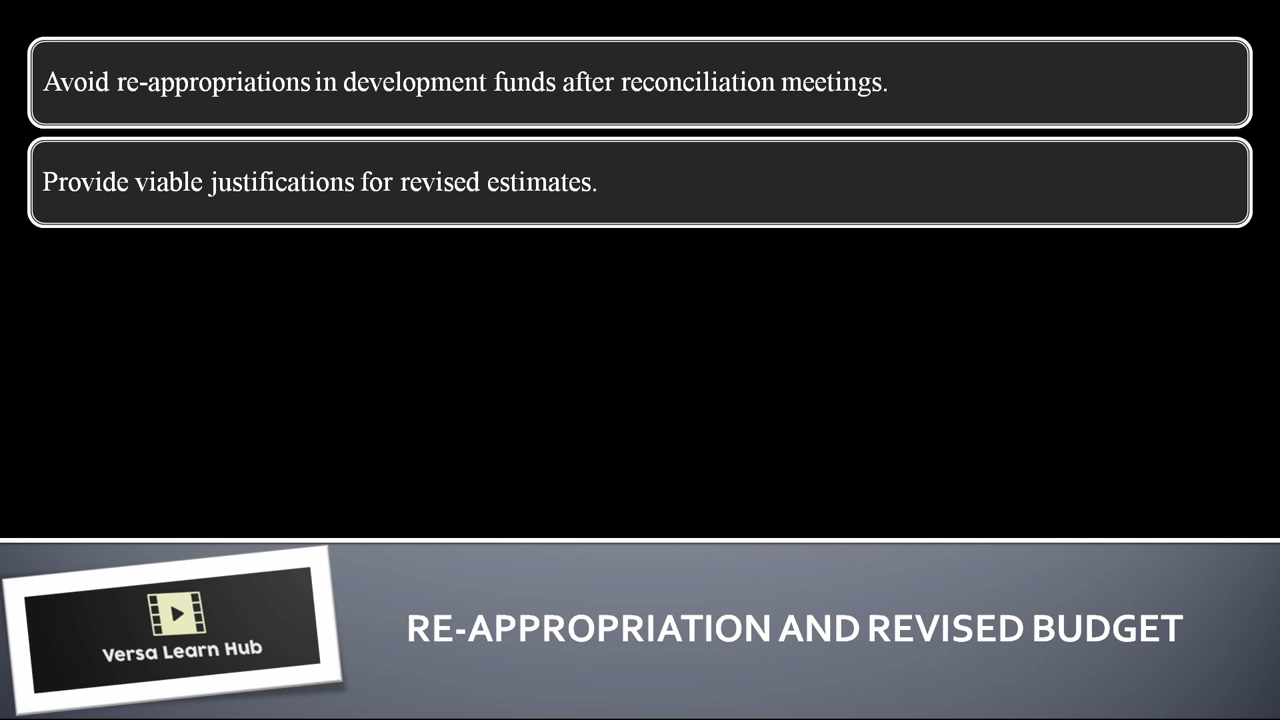 Avoid re-appropriations in development funds after reconciliation meetings.
Provide viable justifications for revised estimates.
Versa Learn Hub
RE-APPROPRIATION AND REVISED BUDGET